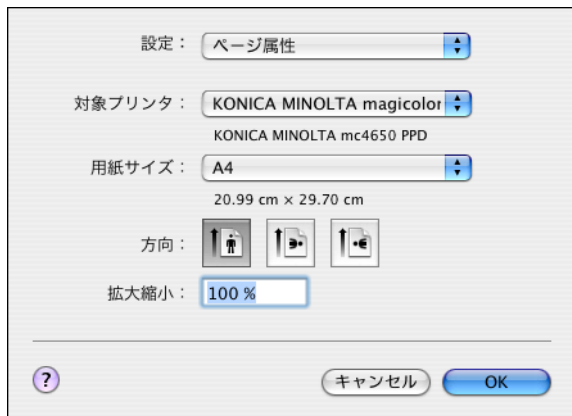 設定： ページ属性
対象プリンタ： KONICA MINOLTA magicolor
KONICA MINOLTA mc4650 PPD
用紙サイズ： A4
20.99 cm × 29.70 cm
方向：
拡大縮小： 100 %
? キャンセル OK